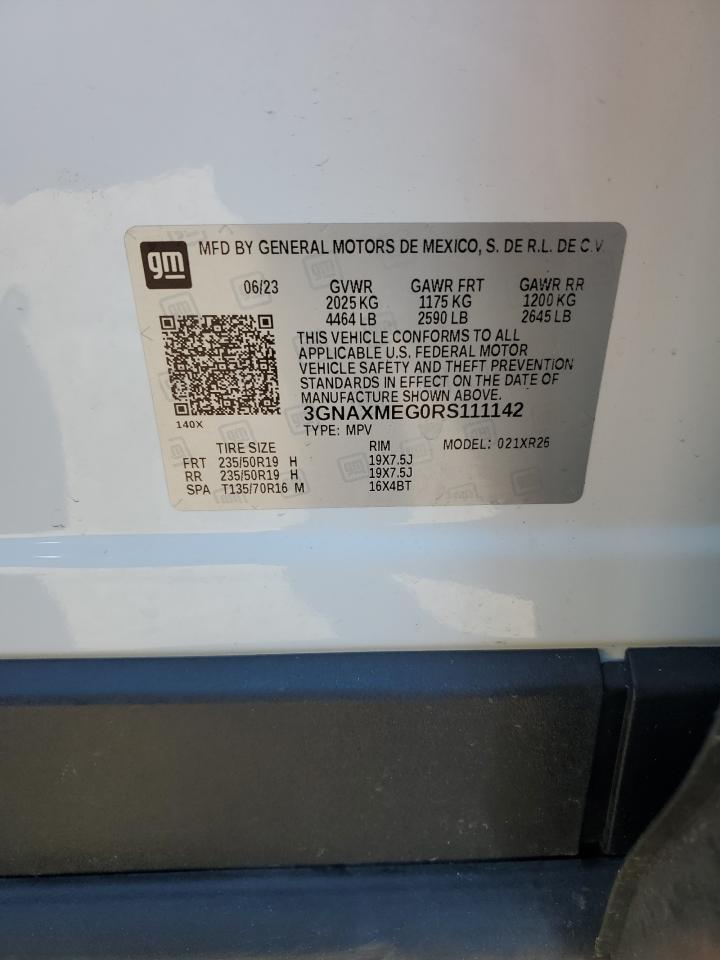 gm
MFD BY GENERAL MOTORS DE MEXICO, S. DE R.L. DE C.V.
06/23 GVWR GAWR FRT GAWR RR
2025 KG 1175 KG 1200 KG
4464 LB 2590 LB 2645 LB
THIS VEHICLE CONFORMS TO ALL
APPLICABLE U.S. FEDERAL MOTOR
VEHICLE SAFETY AND THEFT PREVENTION
STANDARDS IN EFFECT ON THE DATE OF
MANUFACTURE SHOWN ABOVE.
3GNAXMEG0RS111142
140X
TYPE: MPV
TIRE SIZE RIM MODEL: 021XR26
FRT 235/50R19 H 19X7.5J
RR 235/50R19 H 19X7.5J
SPA T135/70R16 M 16X4BT